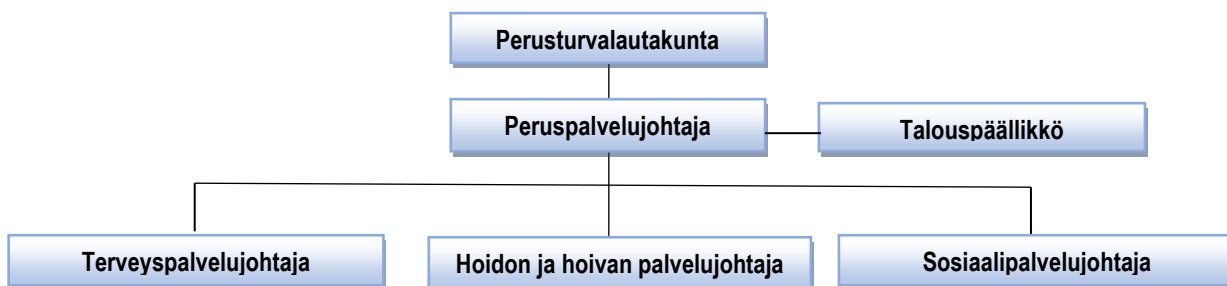 Perusturvalautakunta
Peruspalvelujohtaja
Talouspäällikkö
Terveyspalvelujohtaja
Hoidon ja hoivan palvelujohtaja
Sosiaalipalvelujohtaja